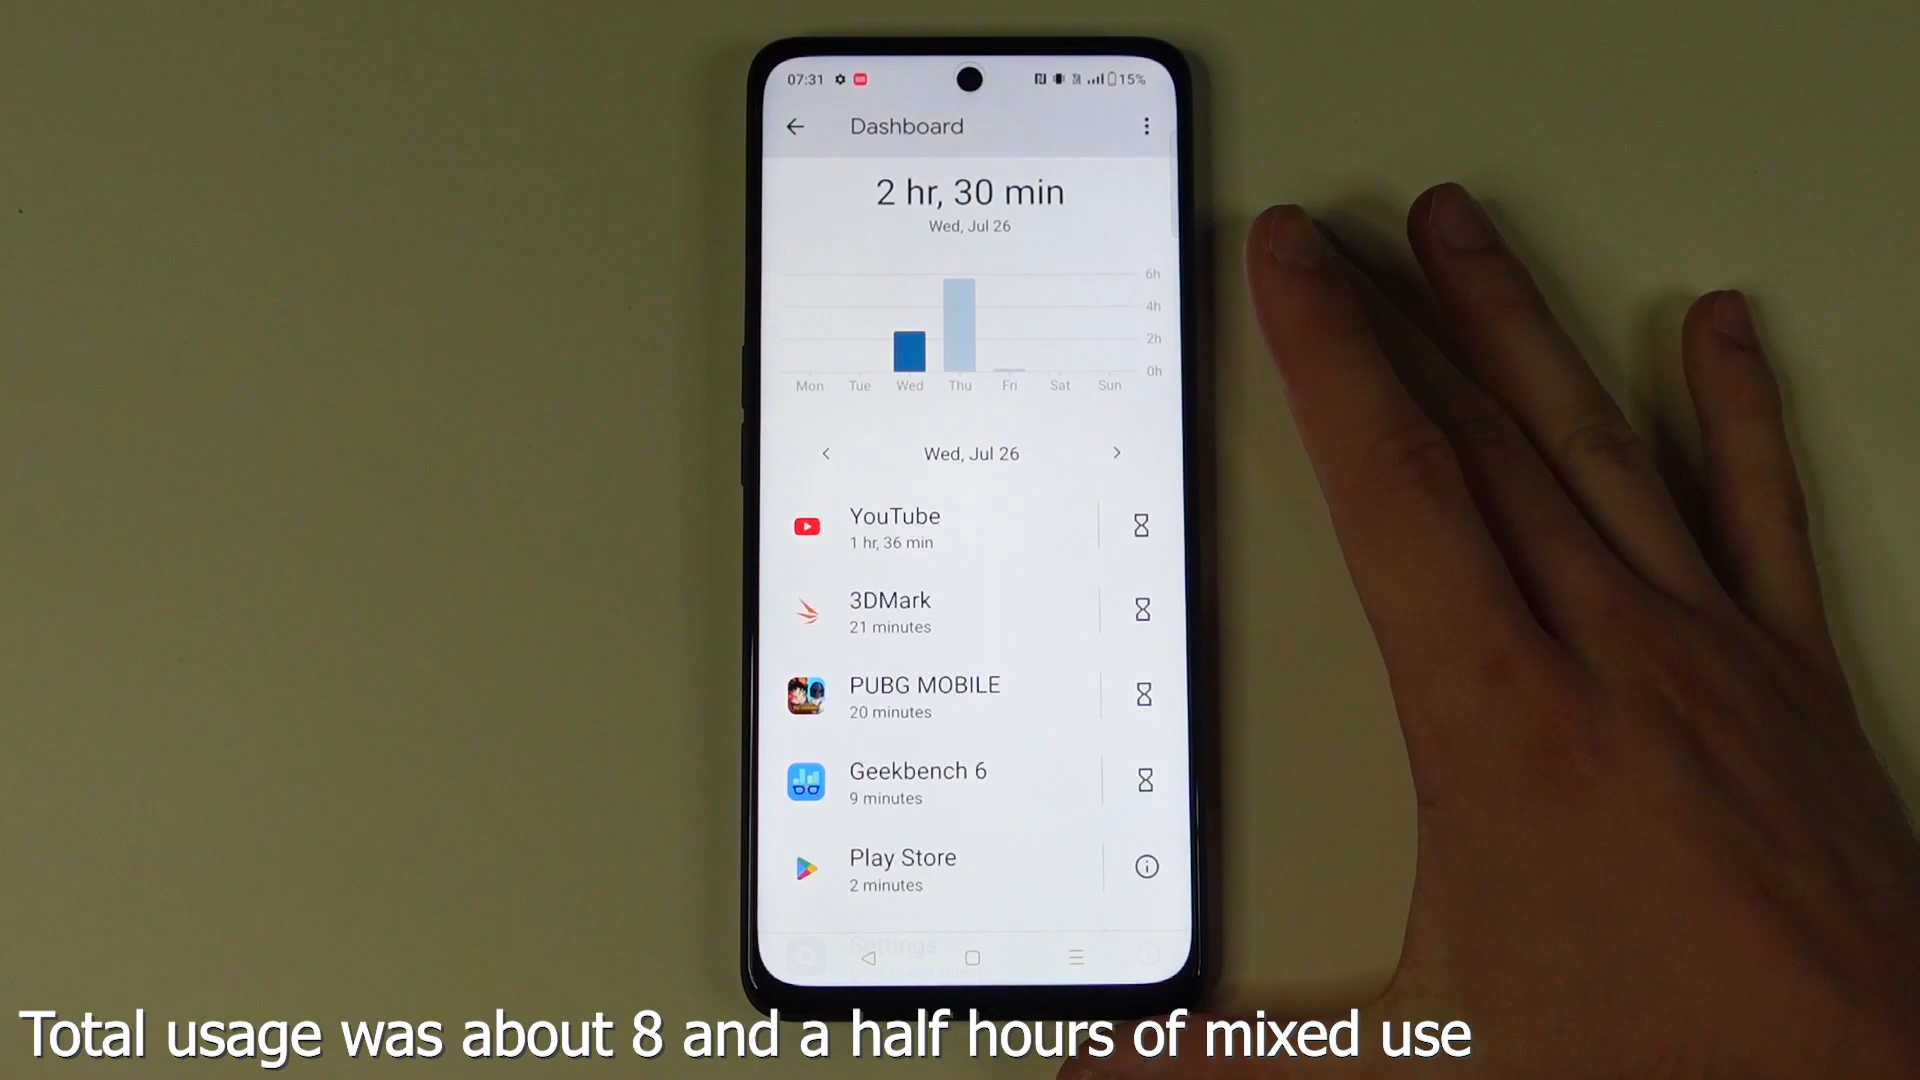 07:31 15%
Dashboard
2 hr, 30 min
Wed, Jul 26
6h
4h
2h
0h
Mon Tue Wed Thu Fri Sat Sun
Wed, Jul 26
YouTube
1 hr, 36 min
3DMark
21 minutes
PUBG MOBILE
20 minutes
Geekbench 6
9 minutes
Play Store
2 minutes
Settings
Total usage was about 8 and a half hours of mixed use